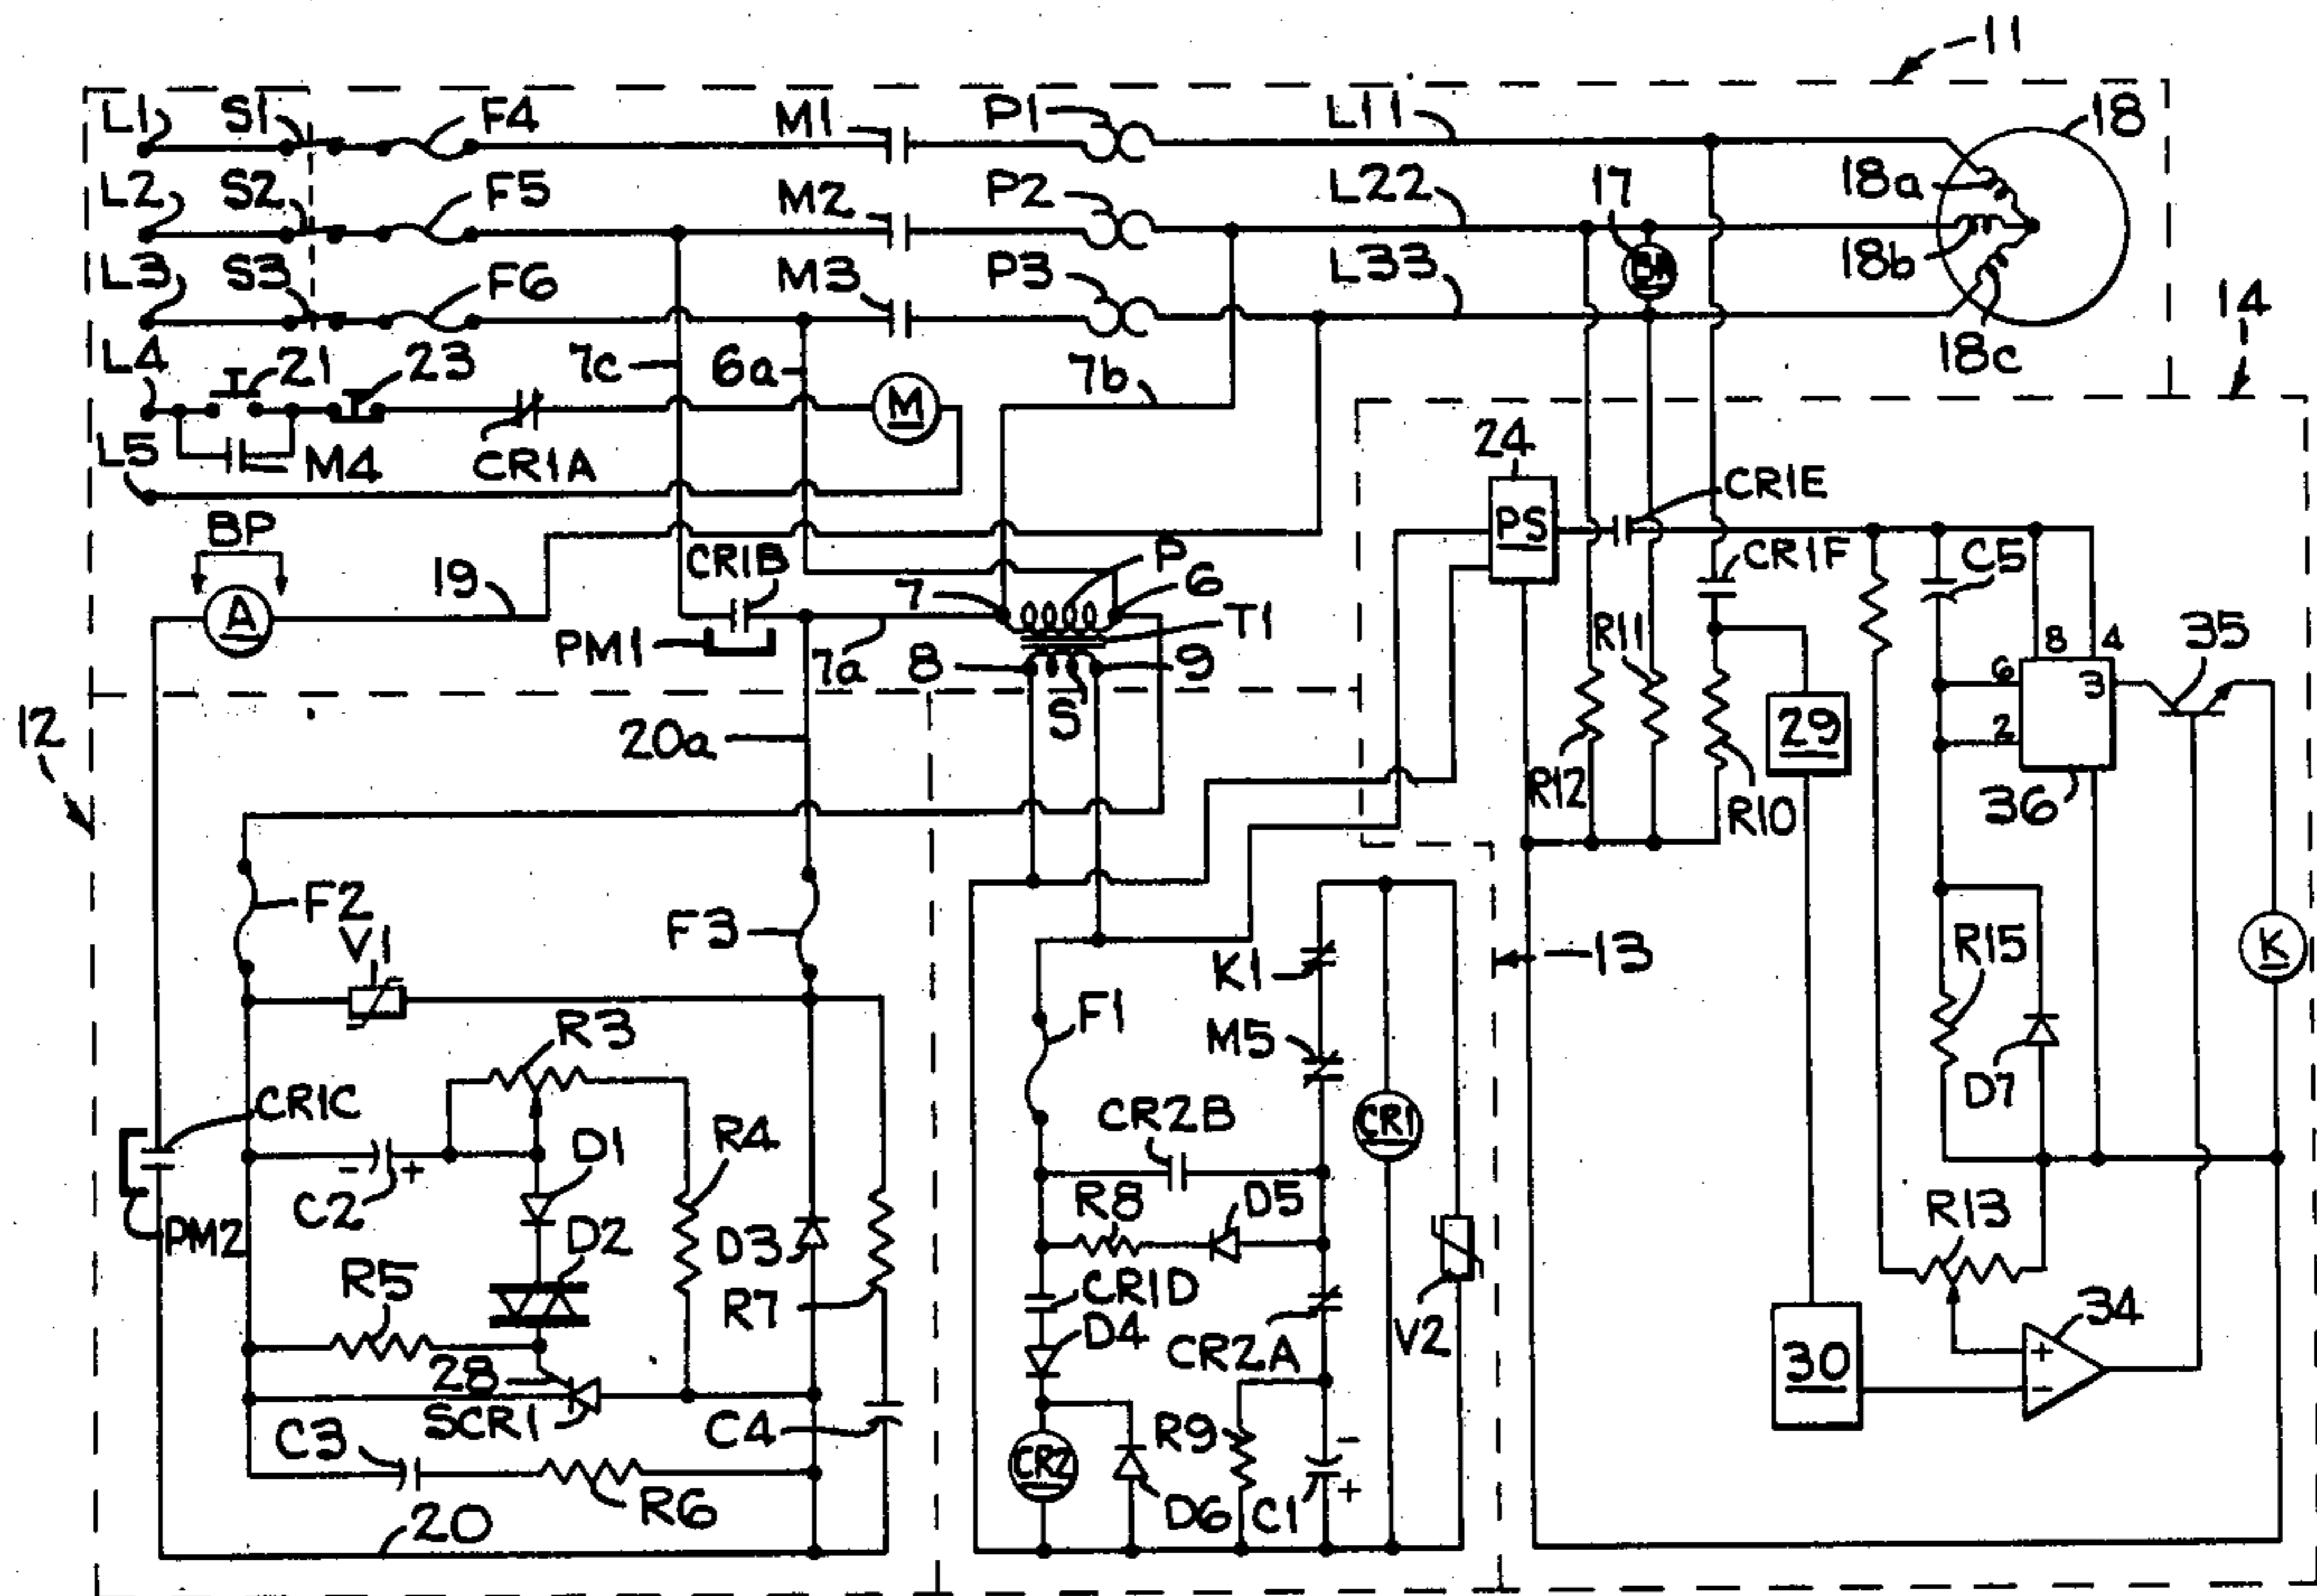 11
L1 S1 F4 M1 P1 L11 18
L2 S2 F5 M2 P2 L22 17 18a
L3 S3 F6 M3 P3 L33 18b
18c 14
L4 21 23 7c 6a 7b
M
L5 M4 CR1A 24
PS CR1E
BP CR1B P C5
A 19 7 6 CR1F
PM1 7a T1 R11 8 4 35
8 9 6 3
S 2
12 20a 29
R12 R10 36
F2 F3
V1 K1 13 R15 K
F1
R3 M5 D7
CR1C CR2B CR1
R4
- + D1
C2 R8 D5 R13
PM2 D2 D3
R5 R7 CR1D V2 34
D4 CR2A 30 +
28 -
SCR1 C4
C3 R9 -
CR2 +
R6 D6 C1
20